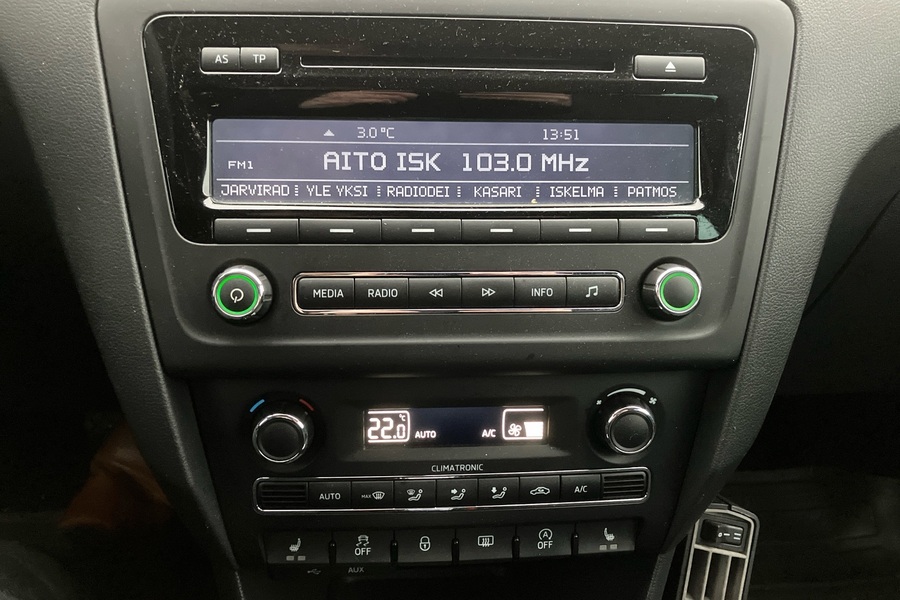 AS TP
3.0 °C 13:51
FM1 AITO ISK 103.0 MHz
JARVIRAD YLE YKSI RADIODEI KASARI ISKELMA PATMOS
MEDIA RADIO INFO
22.0 °C AUTO A/C
CLIMATRONIC
AUTO MAX A/C
OFF A OFF
AUX